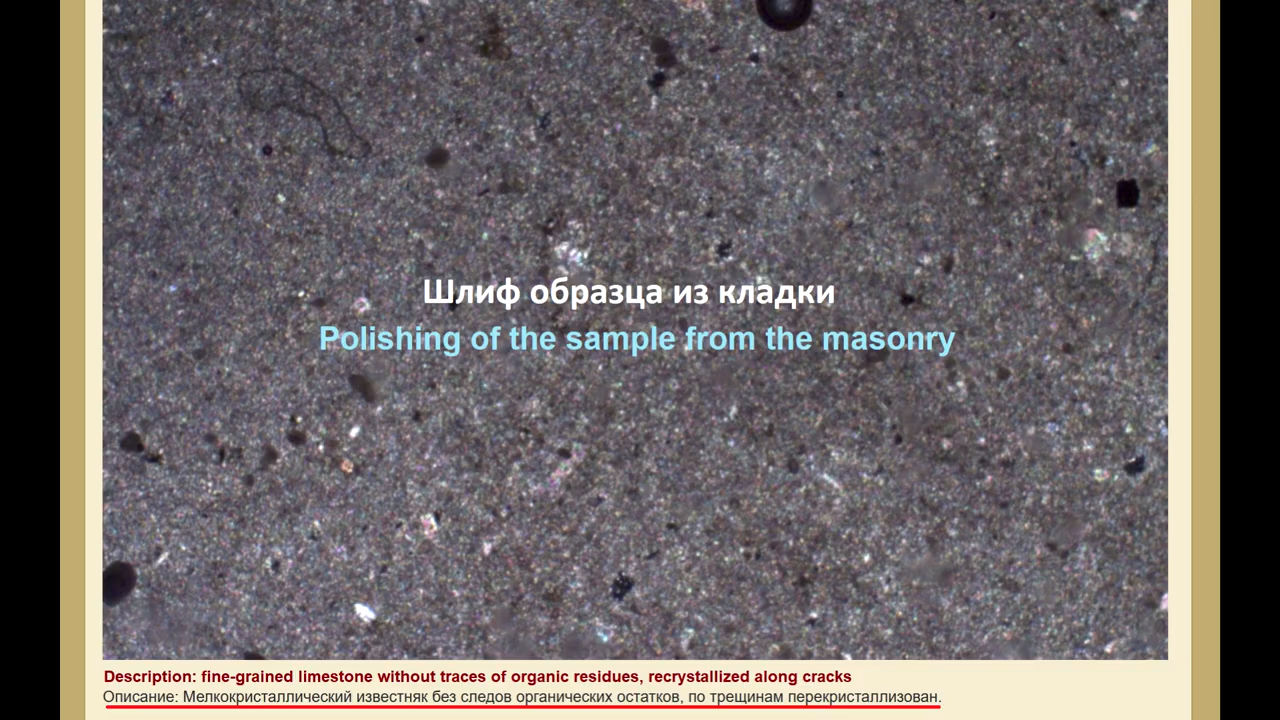 Шлиф образца из кладки
Polishing of the sample from the masonry
Description: fine-grained limestone without traces of organic residues, recrystallized along cracks
Описание: Мелкокристаллический известняк без следов органических остатков, по трещинам перекристаллизован.